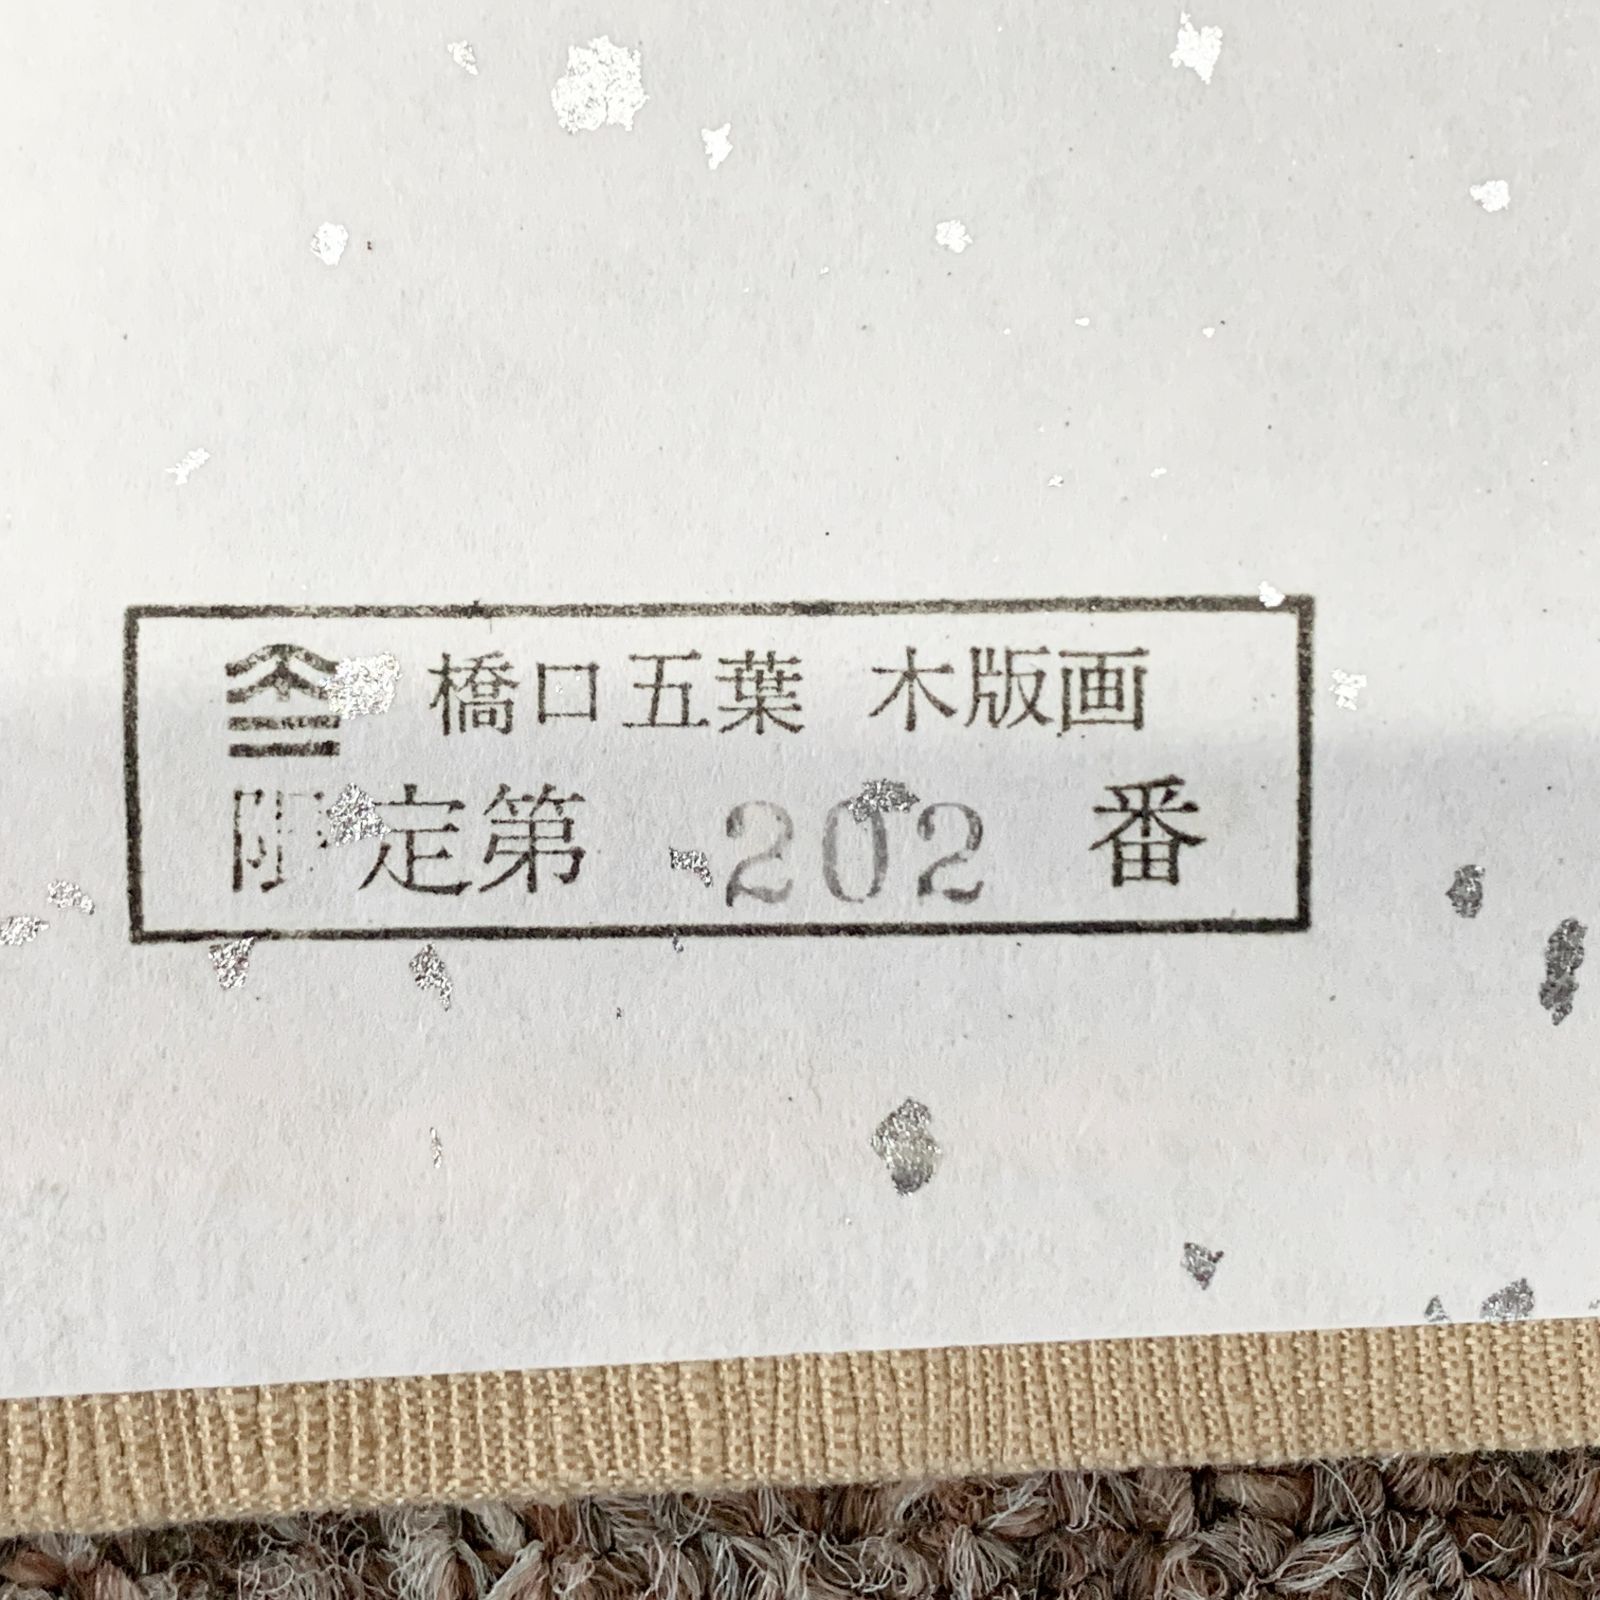 橋口五葉 木版画
限定第 202 番